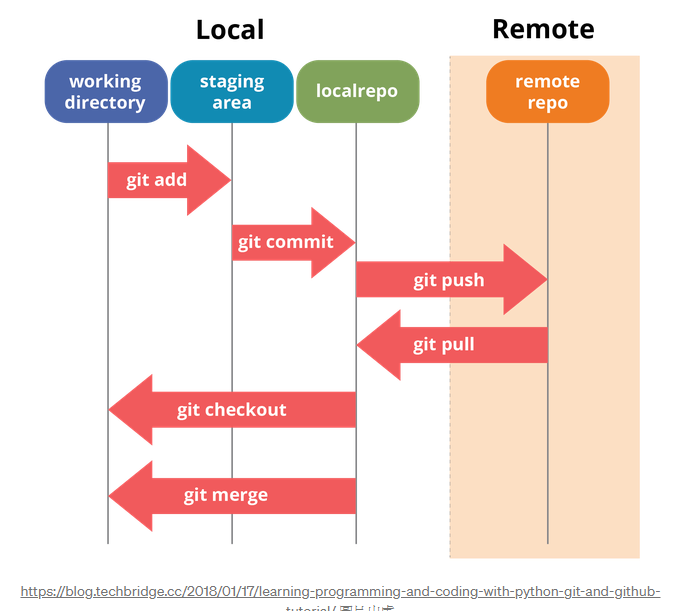 Local
Remote
working
directory
staging
area
localrepo
remote
repo
git add
git commit
git push
git pull
git checkout
git merge
https://blog.techbridge.cc/2018/01/17/learning-programming-and-coding-with-python-git-and-github-
tutorial/